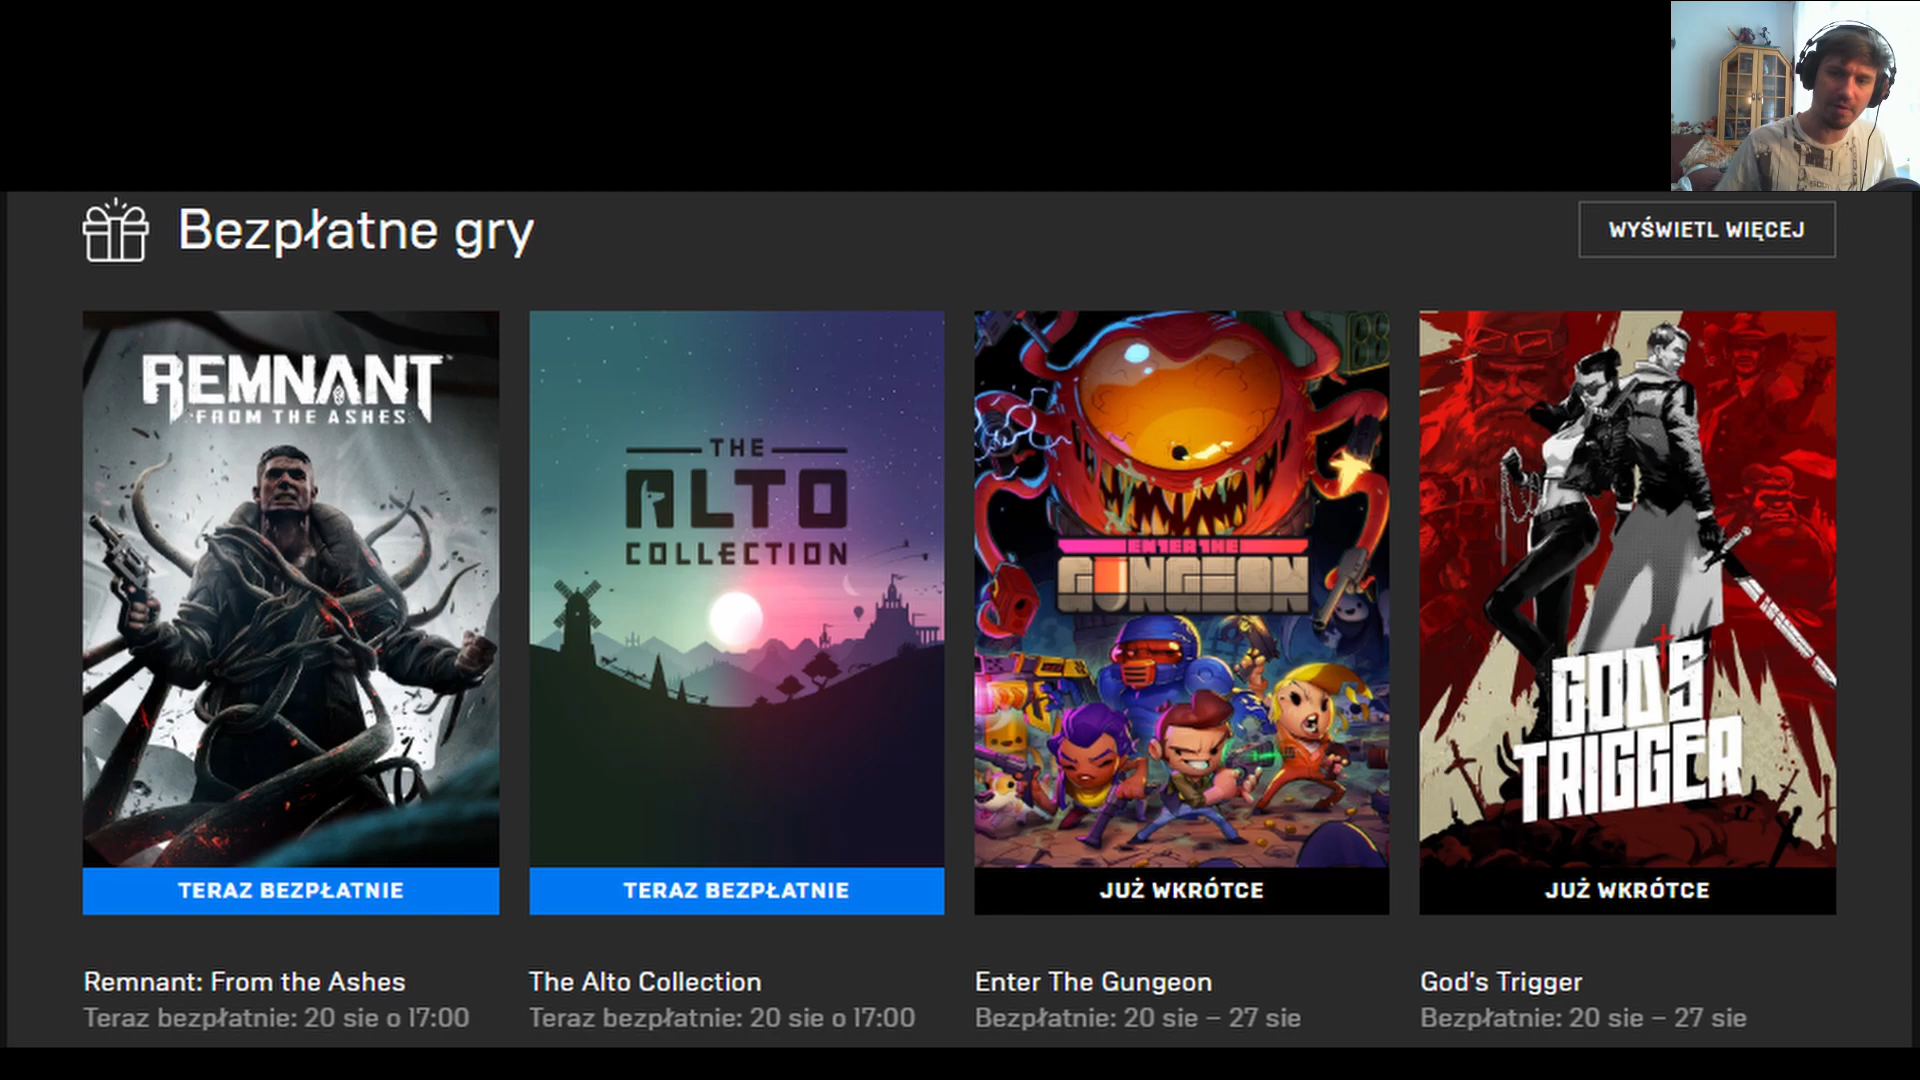 Bezpłatne gry
WYŚWIETL WIĘCEJ
REMNANT
FROM THE ASHES
THE
ALTO
COLLECTION
ENTER THE
GUNGEON
GOD'S
TRIGGER
TERAZ BEZPŁATNIE
TERAZ BEZPŁATNIE
JUŻ WKRÓTCE
JUŻ WKRÓTCE
Remnant: From the Ashes
Teraz bezpłatnie: 20 sie o 17:00
The Alto Collection
Teraz bezpłatnie: 20 sie o 17:00
Enter The Gungeon
Bezpłatnie: 20 sie – 27 sie
God's Trigger
Bezpłatnie: 20 sie – 27 sie